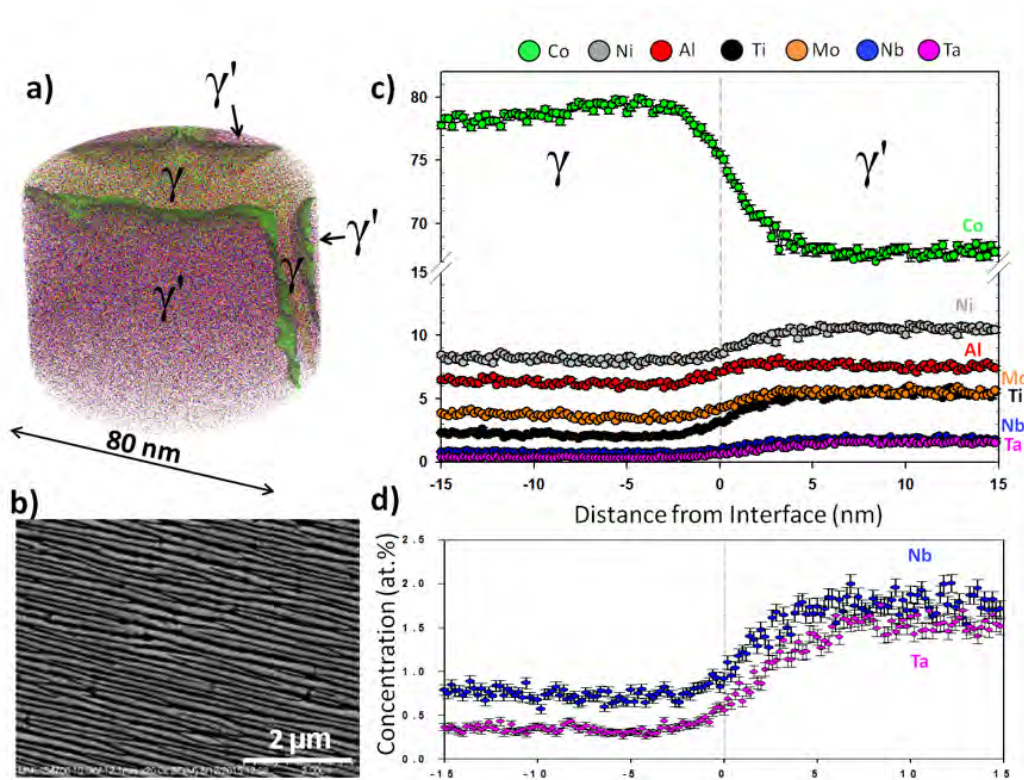 Co Ni Al Ti Mo Nb Ta
a)
γ'
γ
γ'
γ
γ'
80 nm
b)
2 μm
c)
80
75
70
15
10
5
0
γ
γ'
Co
Ni
Al
Mo
Ti
Nb
Ta
-15 -10 -5 0 5 10 15
Distance from Interface (nm)
d)
Concentration (at.%)
2.5
2.0
1.5
1.0
0.5
0.0
Nb
Ta
-15 -10 -5 0 5 10 15